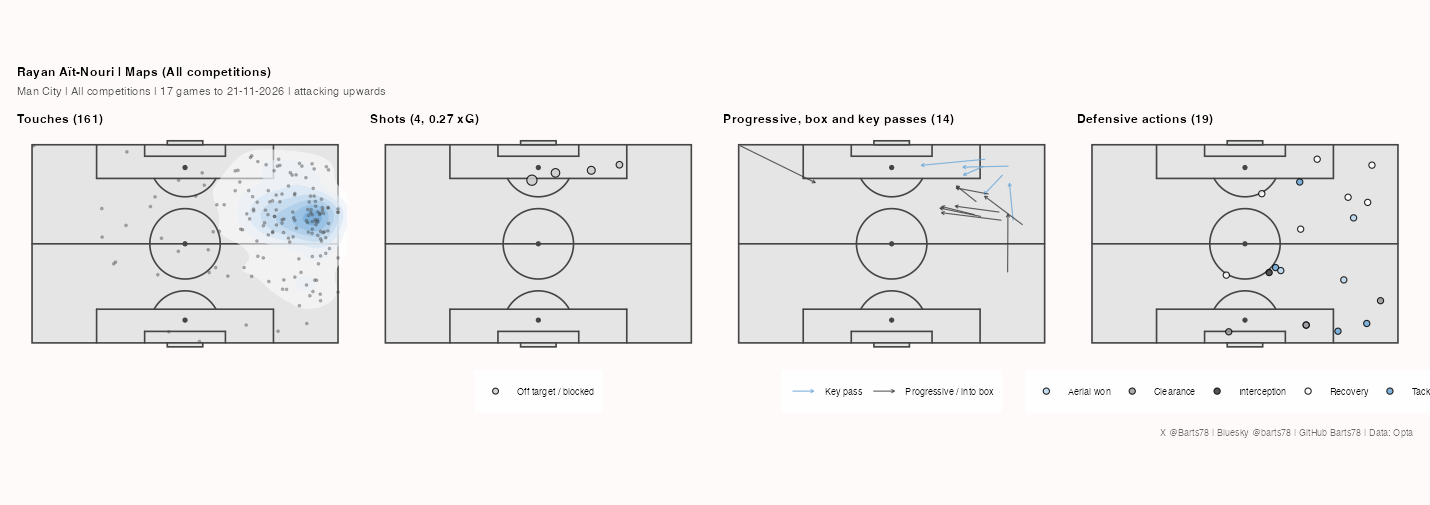 Rayan Aït-Nouri | Maps (All competitions)
Man City | All competitions | 17 games to 21-11-2026 | attacking upwards
Touches (161)
Shots (4, 0.27 xG)
Progressive, box and key passes (14)
Defensive actions (19)
Off target / blocked
Key pass
Progressive / into box
Aerial won
Clearance
Interception
Recovery
Tack
X @Barts78 | Bluesky @barts78 | GitHub Barts78 | Data: Opta